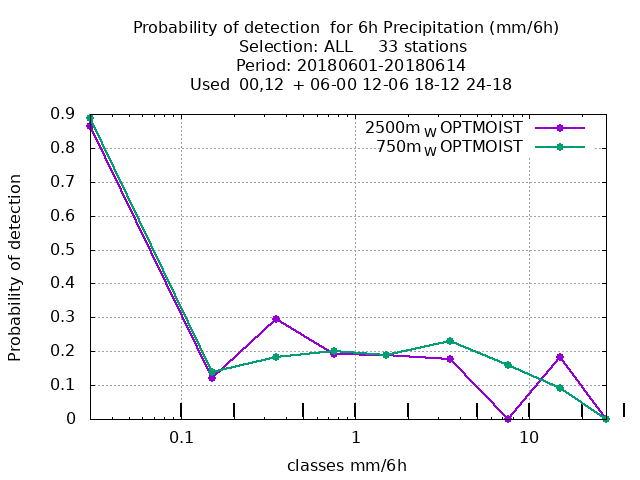 Probability of detection for 6h Precipitation (mm/6h)
Selection: ALL 33 stations
Period: 20180601-20180614
Used 00,12 + 06-00 12-06 18-12 24-18
2500m W OPTMOIST
750m W OPTMOIST
Probability of detection
0.9
0.8
0.7
0.6
0.5
0.4
0.3
0.2
0.1
0
0.1 1 10
classes mm/6h